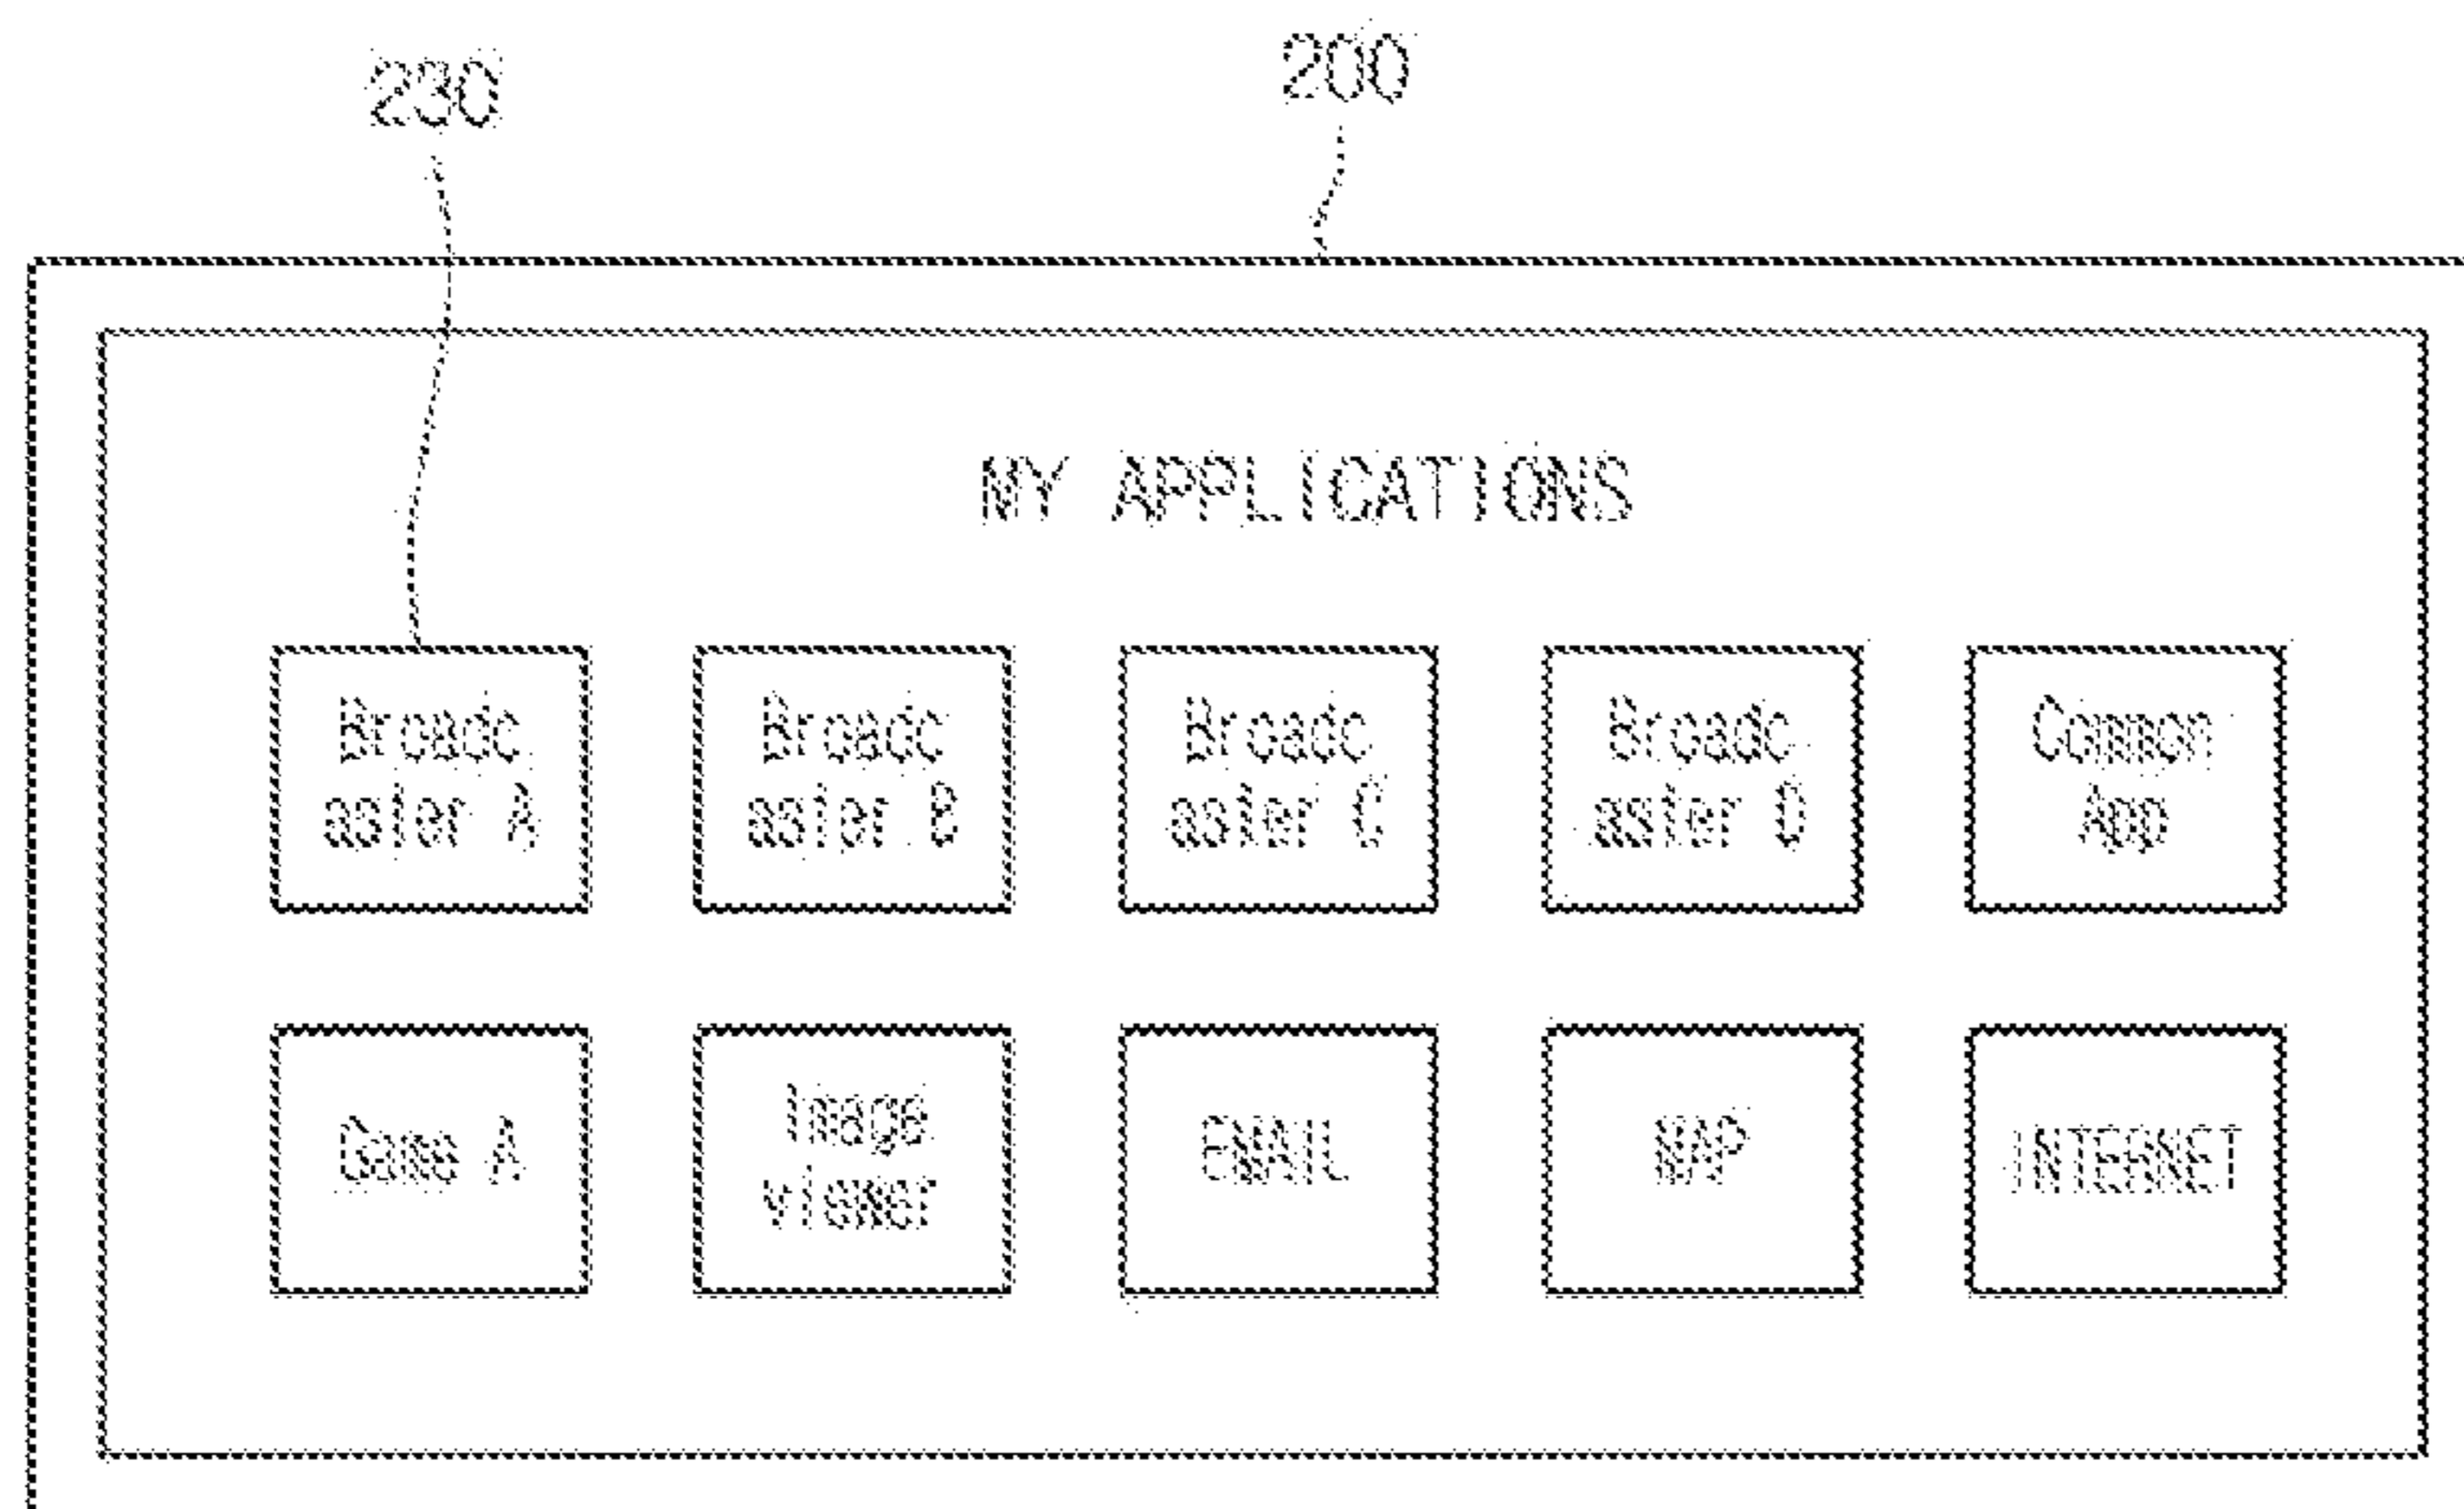 230
200
MY APPLICATIONS
Broadc
aster A
Broadc
aster B
Broadc
aster C
Broadc
aster D
Common
App
Game A
Image
viewer
EMAIL
MAP
INTERNET